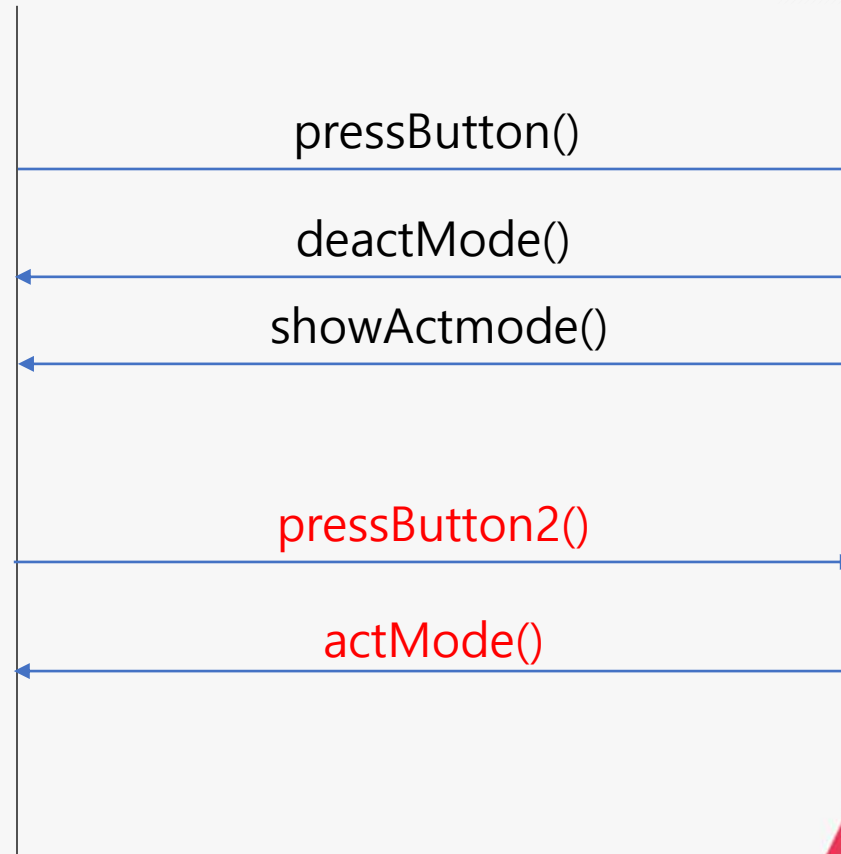 pressButton()
deactMode()
showActmode()
pressButton2()
actMode()